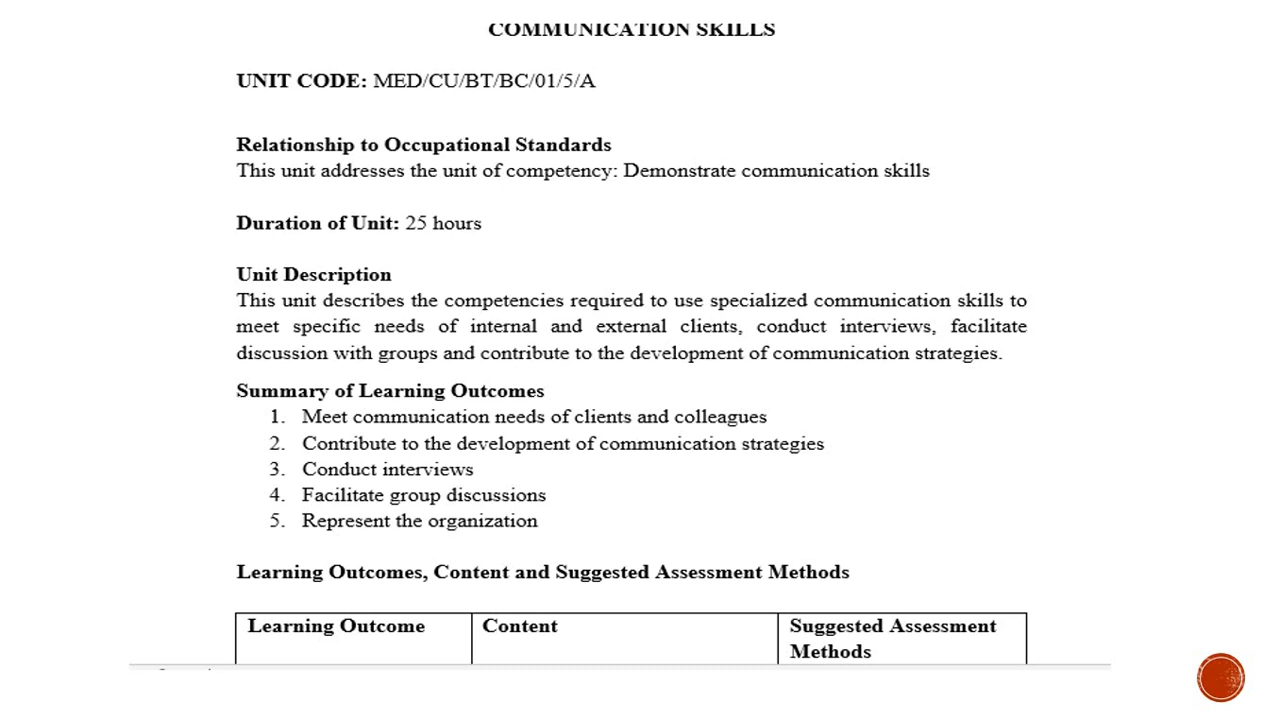 COMMUNICATION SKILLS
UNIT CODE: MED/CU/BT/BC/01/5/A
Relationship to Occupational Standards
This unit addresses the unit of competency: Demonstrate communication skills
Duration of Unit: 25 hours
Unit Description
This unit describes the competencies required to use specialized communication skills to
meet specific needs of internal and external clients, conduct interviews, facilitate
discussion with groups and contribute to the development of communication strategies.
Summary of Learning Outcomes
1. Meet communication needs of clients and colleagues
2. Contribute to the development of communication strategies
3. Conduct interviews
4. Facilitate group discussions
5. Represent the organization
Learning Outcomes, Content and Suggested Assessment Methods
Learning Outcome
Content
Suggested Assessment
Methods